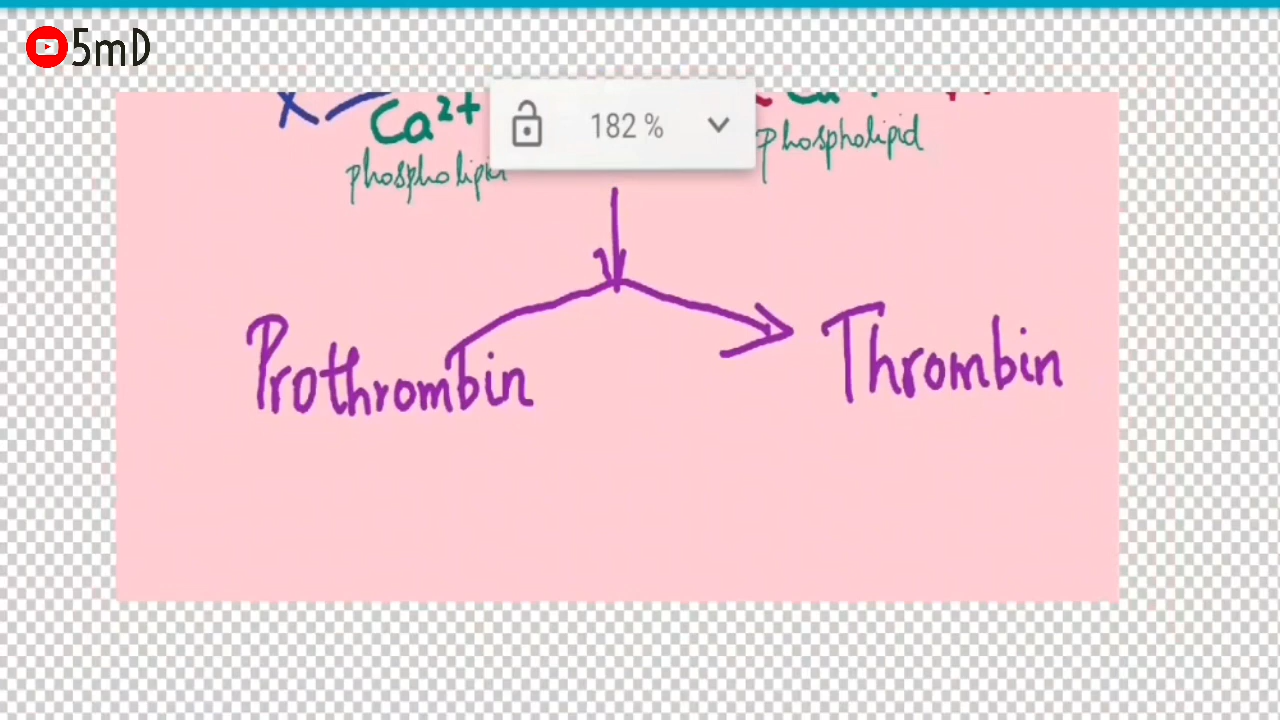 5mD
X Ca²⁺
182 %
phospholipid
phospholipid
Prothrombin
Thrombin